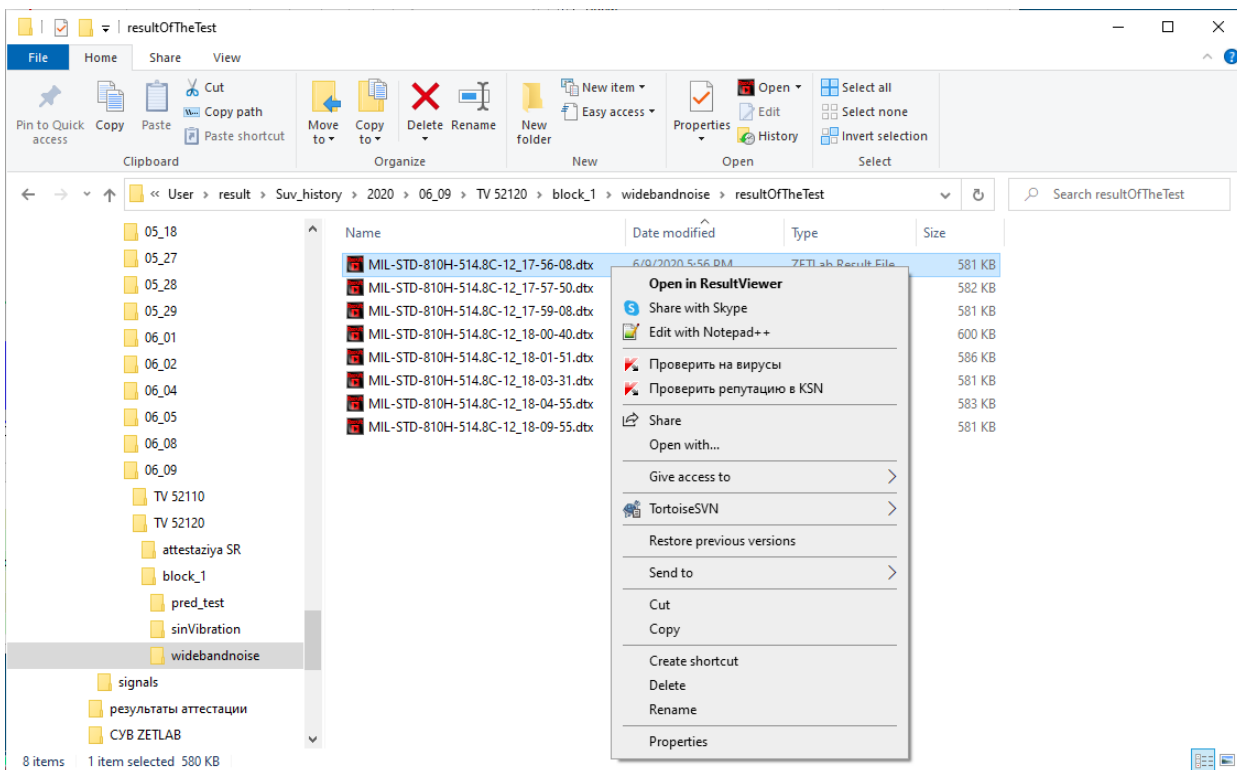 resultOfTheTest
File Home Share View
Pin to Quick access
Copy
Paste
Cut
Copy path
Paste shortcut
Clipboard
Move to
Copy to
Delete
Rename
Organize
New folder
New item
Easy access
New
Properties
Open
Edit
History
Open
Select all
Select none
Invert selection
Select
« User > result > Suv_history > 2020 > 06_09 > TV 52120 > block_1 > widebandnoise > resultOfTheTest
Search resultOfTheTest
05_18
05_27
05_28
05_29
06_01
06_02
06_04
06_05
06_08
06_09
TV 52110
TV 52120
attestaziya SR
block_1
pred_test
sinVibration
widebandnoise
signals
результаты аттестации
СУВ ZETLAB
Name Date modified Type Size
MIL-STD-810H-514.8C-12_17-56-08.dtx 6/9/2020 5:56 PM ZETLab Result File 581 KB
MIL-STD-810H-514.8C-12_17-57-50.dtx 582 KB
MIL-STD-810H-514.8C-12_17-59-08.dtx 581 KB
MIL-STD-810H-514.8C-12_18-00-40.dtx 600 KB
MIL-STD-810H-514.8C-12_18-01-51.dtx 586 KB
MIL-STD-810H-514.8C-12_18-03-31.dtx 581 KB
MIL-STD-810H-514.8C-12_18-04-55.dtx 583 KB
MIL-STD-810H-514.8C-12_18-09-55.dtx 581 KB
Open in ResultViewer
Share with Skype
Edit with Notepad++
Проверить на вирусы
Проверить репутацию в KSN
Share
Open with...
Give access to
TortoiseSVN
Restore previous versions
Send to
Cut
Copy
Create shortcut
Delete
Rename
Properties
8 items 1 item selected 580 KB